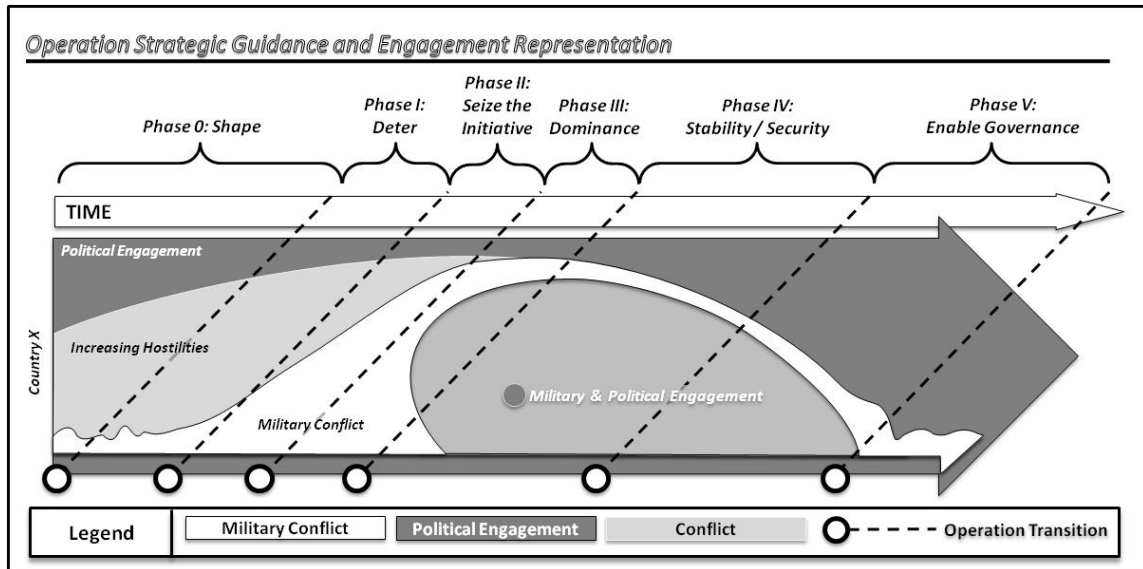 Operation Strategic Guidance and Engagement Representation
Phase 0: Shape
Phase I:
Deter
Phase II:
Seize the
Initiative
Phase III:
Dominance
Phase IV:
Stability / Security
Phase V:
Enable Governance
TIME
Political Engagement
Country X
Increasing Hostilities
Military Conflict
Military & Political Engagement
Legend
Military Conflict
Political Engagement
Conflict
Operation Transition